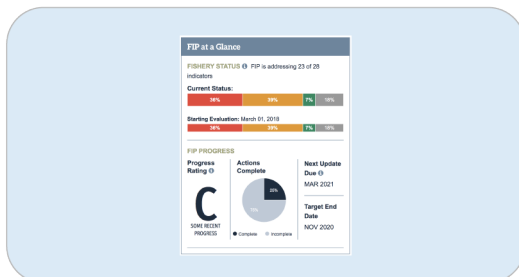 FIP at a Glance
FISHERY STATUS FIP is addressing 23 of 28
indicators
Current Status:
36% 39% 7% 18%
Starting Evaluation: March 01, 2018
36% 39% 7% 18%
FIP PROGRESS
Progress
Rating
C
SOME RECENT
PROGRESS
Actions
Complete
25%
75%
Complete Incomplete
Next Update
Due
MAR 2021
Target End
Date
NOV 2020